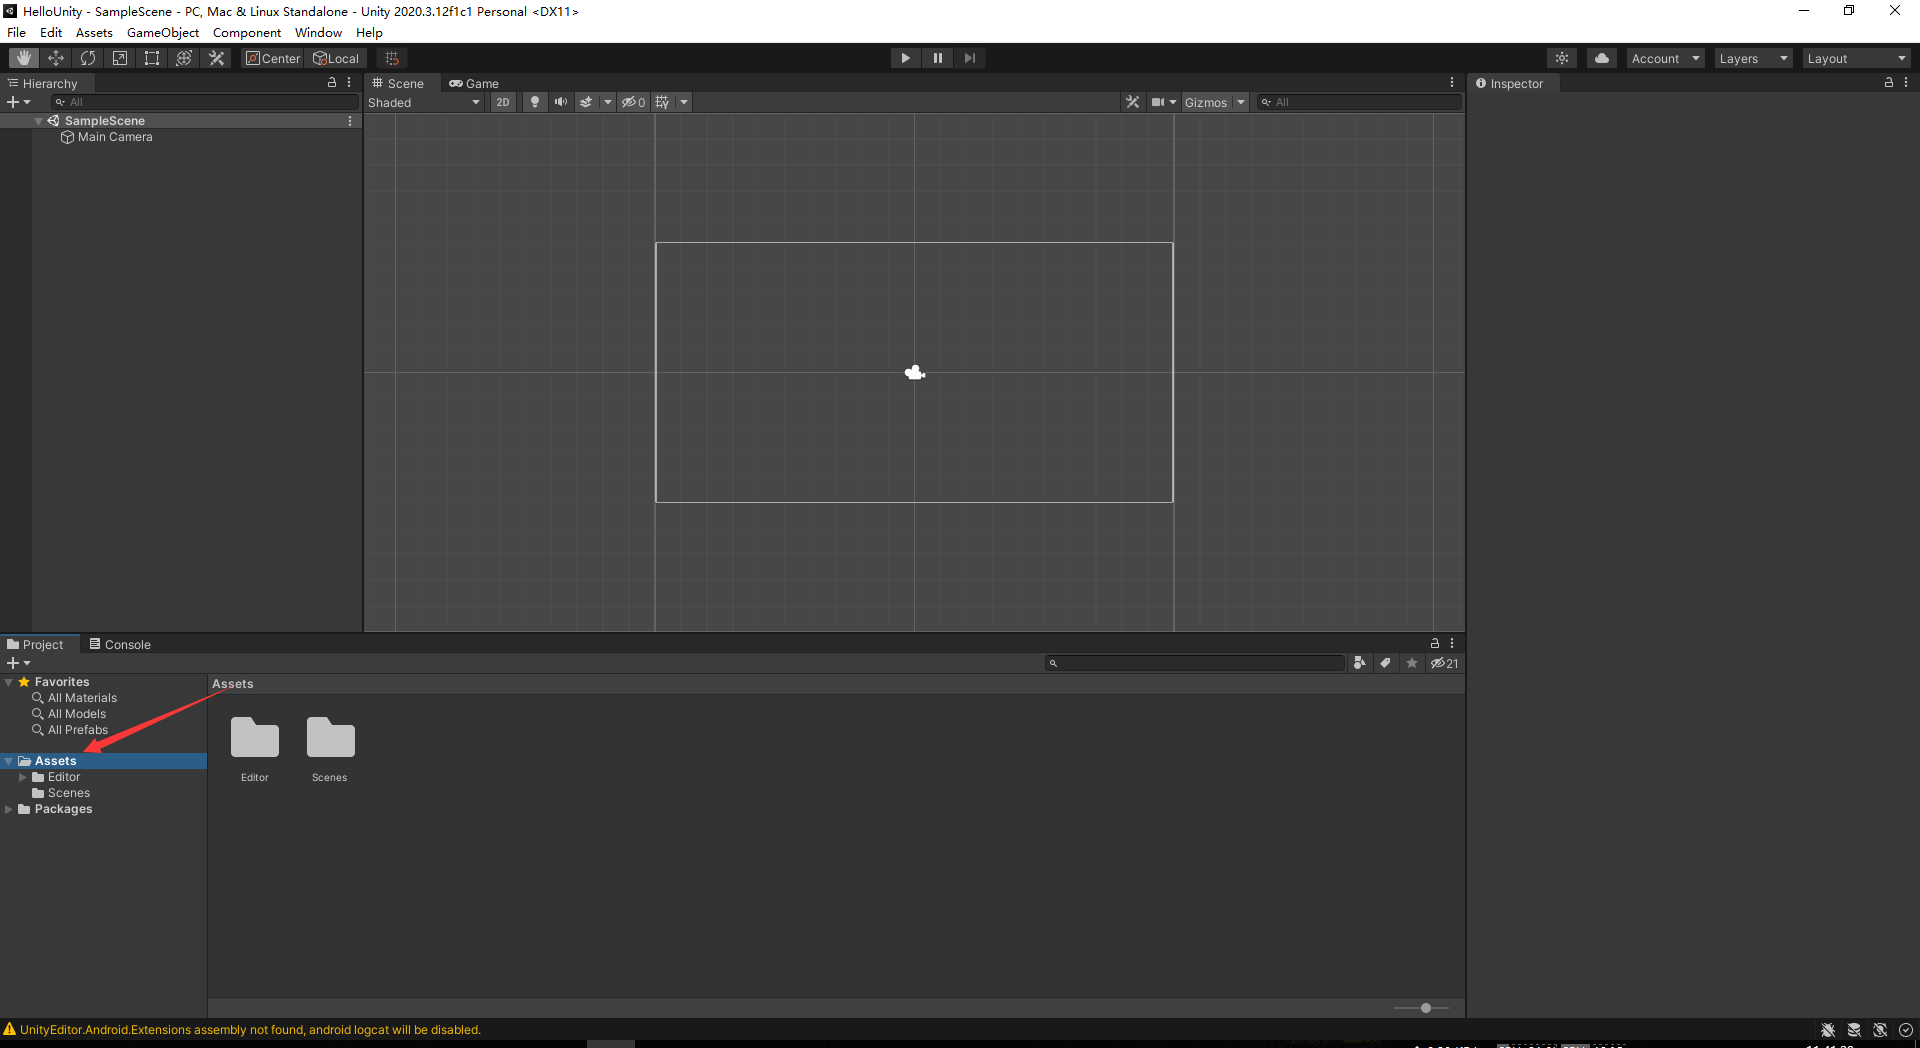 HelloUnity - SampleScene - PC, Mac & Linux Standalone - Unity 2020.3.12f1c1 Personal <DX11>
File Edit Assets GameObject Component Window Help
Center Local Account Layers Layout
Hierarchy Scene Game Inspector
All Shaded 2D 0 Gizmos All
SampleScene
Main Camera
Project Console
21
Favorites Assets
All Materials
All Models
All Prefabs
Assets
Editor Editor Scenes
Scenes
Packages
UnityEditor.Android.Extensions assembly not found, android logcat will be disabled.